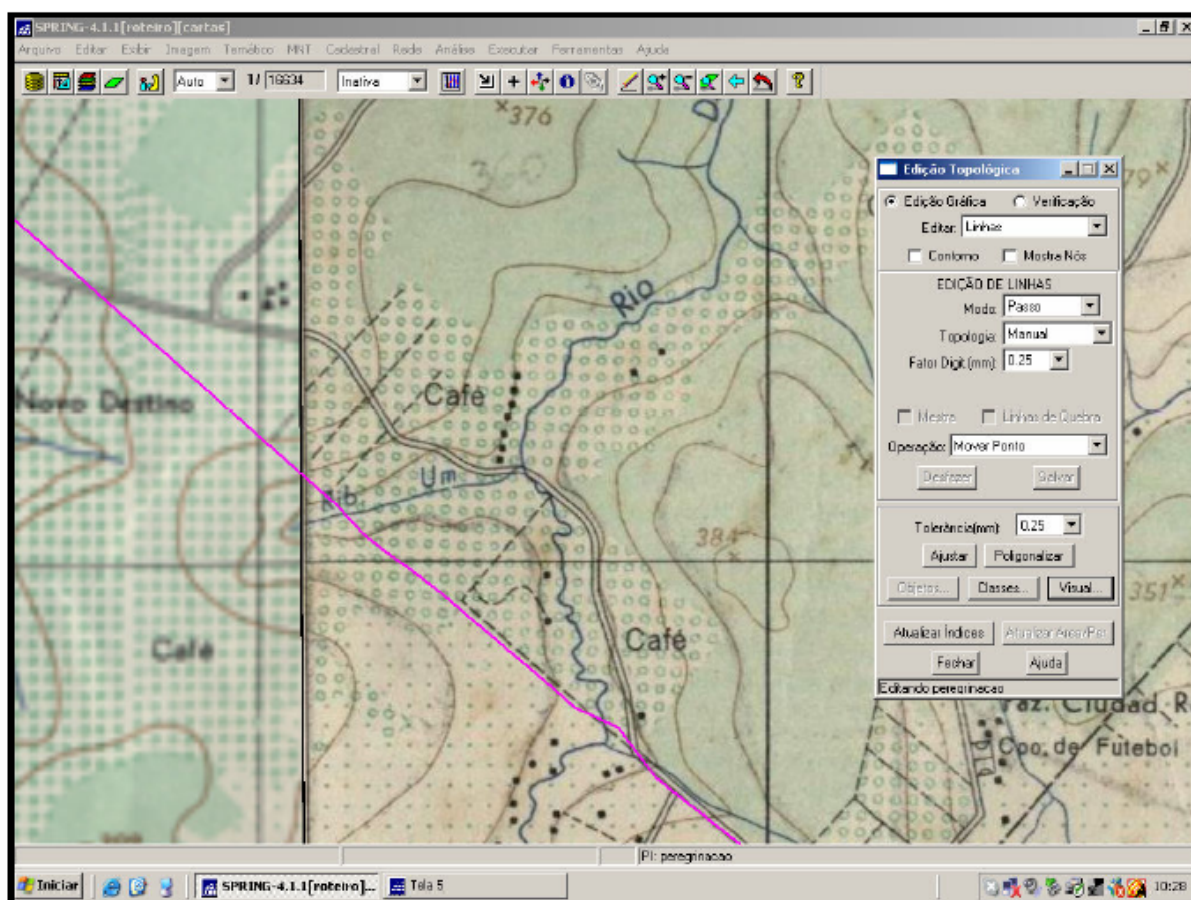 SPRING-4.1.1[roteiro][cartas]
Arquivo Editar Exibir Imagem Temático MNT Cadastral Rede Análise Executar Ferramentas Ajuda
Auto 1/ 16634 Inativa
376
Rio
Café
Novo Destino
Um
Rib.
384
Café
Café
351
Faz. Ciudad R
Cpo. de Futebol
Edição Topológica
Edição Gráfica Verificação
Editar: Linhas
Contorno Mostra Nós
EDIÇÃO DE LINHAS
Modo: Passo
Topologia: Manual
Fator Digit.(mm): 0.25
Mestra Linhas de Quebra
Operação: Mover Ponto
Desfazer Salvar
Tolerância(mm): 0.25
Ajustar Poligonalizar
Objetos... Classes... Visual...
Atualizar Índices Atualizar Área/Per
Fechar Ajuda
Editando peregrinacao
PI: peregrinacao
Iniciar SPRING-4.1.1[roteiro]... Tela 5 10:28